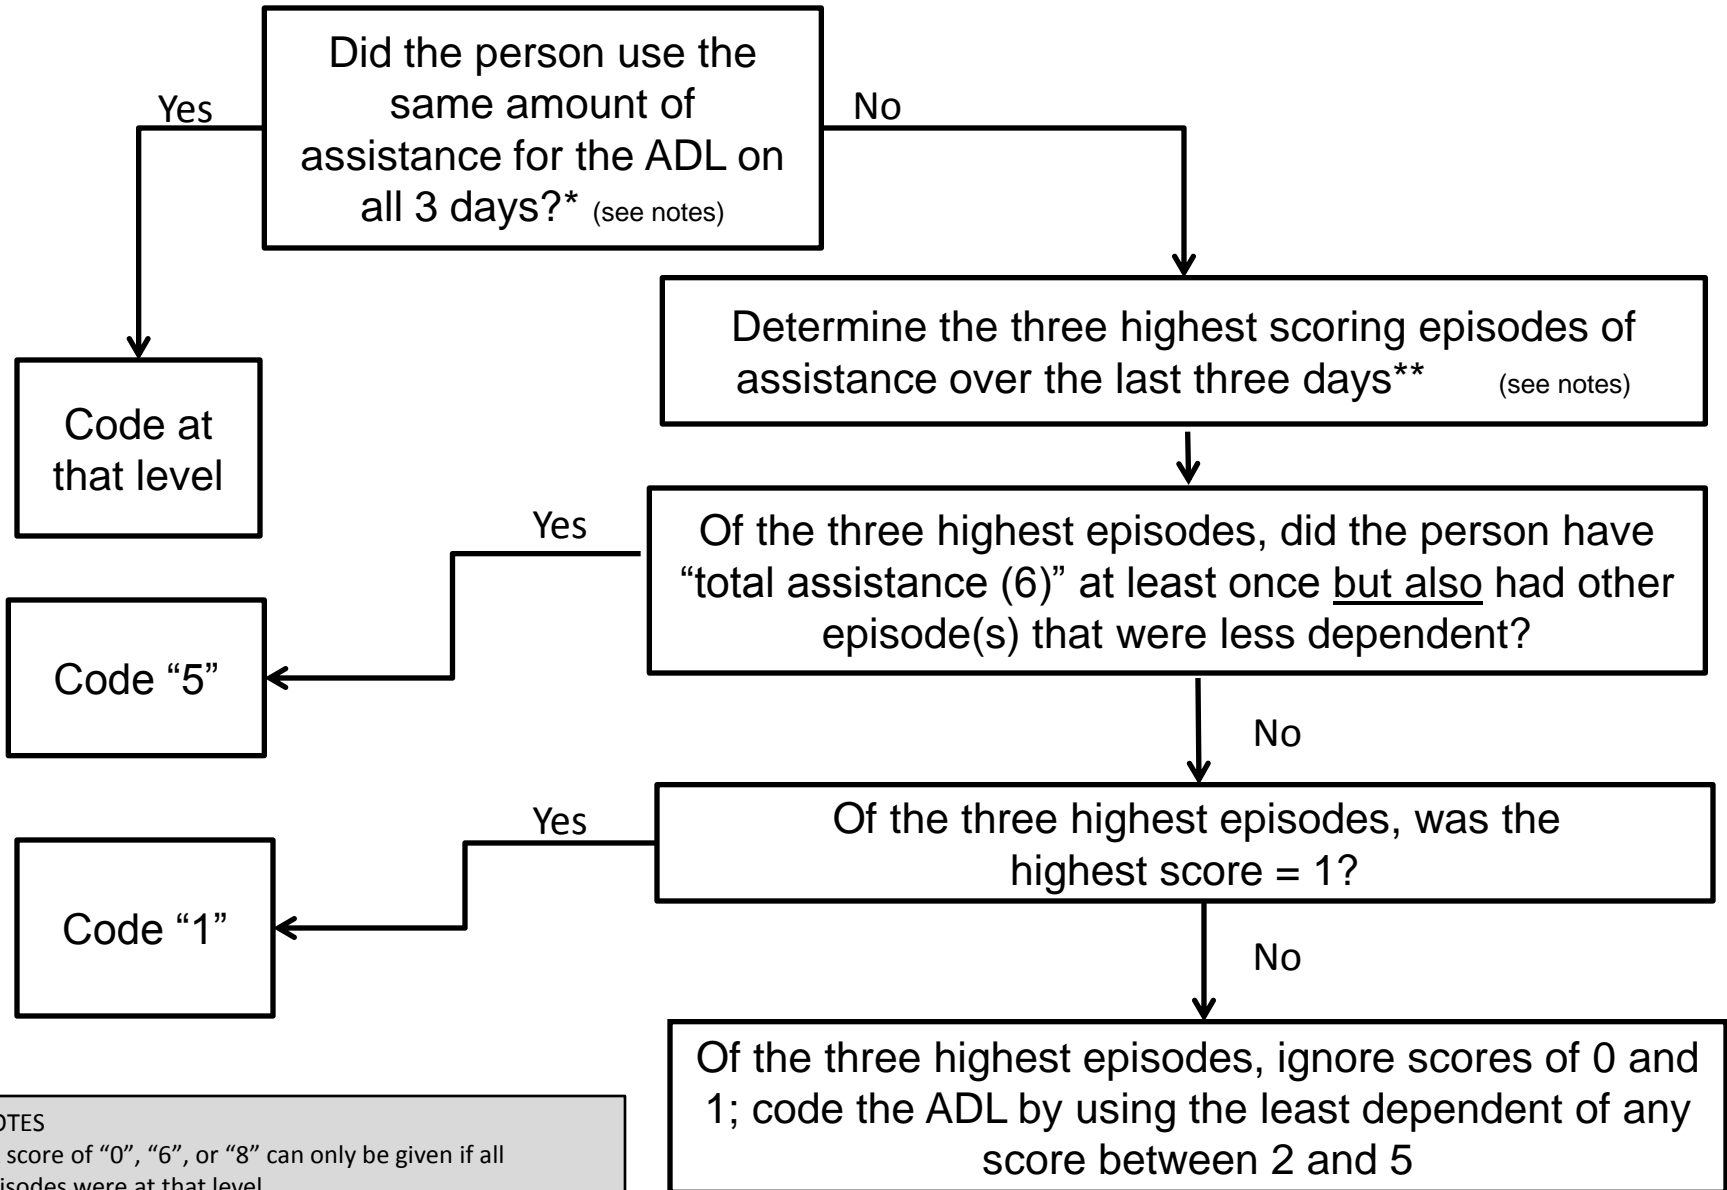 Did the person use the
same amount of
assistance for the ADL on
all 3 days?* (see notes)
Yes
No
Determine the three highest scoring episodes of
assistance over the last three days** (see notes)
Code at
that level
Yes
Of the three highest episodes, did the person have
“total assistance (6)” at least once but also had other
episode(s) that were less dependent?
Code “5”
No
Yes
Of the three highest episodes, was the
highest score = 1?
Code “1”
No
Of the three highest episodes, ignore scores of 0 and
1; code the ADL by using the least dependent of any
score between 2 and 5
score of “0”, “6”, or “8” can only be given if all
were at that level